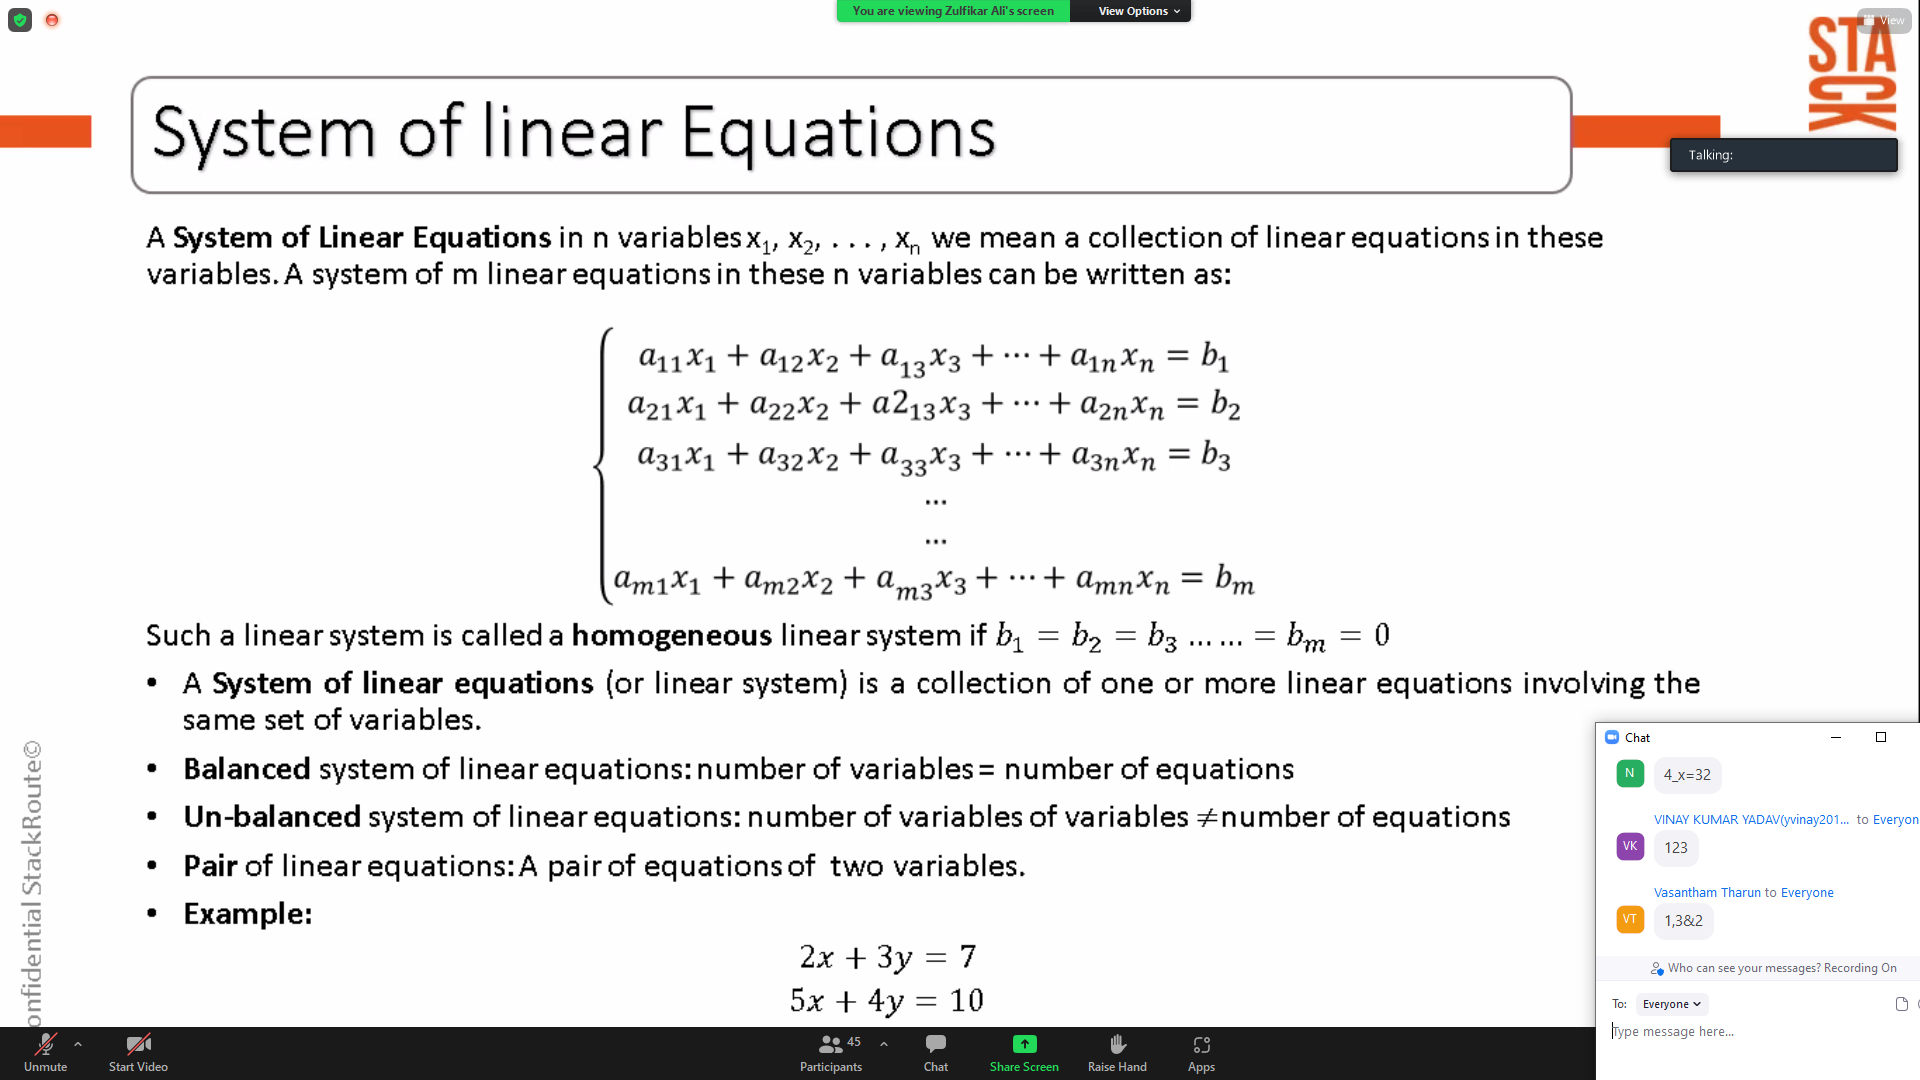 You are viewing Zulfikar Ali's screen View Options
View
STA
CK
System of linear Equations
Talking:
A System of Linear Equations in n variables x₁, x₂, . . . , xₙ we mean a collection of linear equations in these
variables. A system of m linear equations in these n variables can be written as:
a₁₁x₁ + a₁₂x₂ + a₁₃x₃ + ⋯ + a₁ₙxₙ = b₁
a₂₁x₁ + a₂₂x₂ + a2₁₃x₃ + ⋯ + a₂ₙxₙ = b₂
a₃₁x₁ + a₃₂x₂ + a₃₃x₃ + ⋯ + a₃ₙxₙ = b₃
...
...
aₘ₁x₁ + aₘ₂x₂ + aₘ₃x₃ + ⋯ + aₘₙxₙ = bₘ
Such a linear system is called a homogeneous linear system if b₁ = b₂ = b₃ … … = bₘ = 0
• A System of linear equations (or linear system) is a collection of one or more linear equations involving the
same set of variables.
• Balanced system of linear equations: number of variables = number of equations
• Un-balanced system of linear equations: number of variables of variables ≠ number of equations
• Pair of linear equations: A pair of equations of two variables.
• Example:
2x + 3y = 7
5x + 4y = 10
onfidential StackRoute©
Chat
N 4_x=32
VINAY KUMAR YADAV(yvinay201... to Everyon
VK 123
Vasantham Tharun to Everyone
VT 1,3&2
Who can see your messages? Recording On
To: Everyone
Type message here...
Unmute Start Video Participants 45 Chat Share Screen Raise Hand Apps